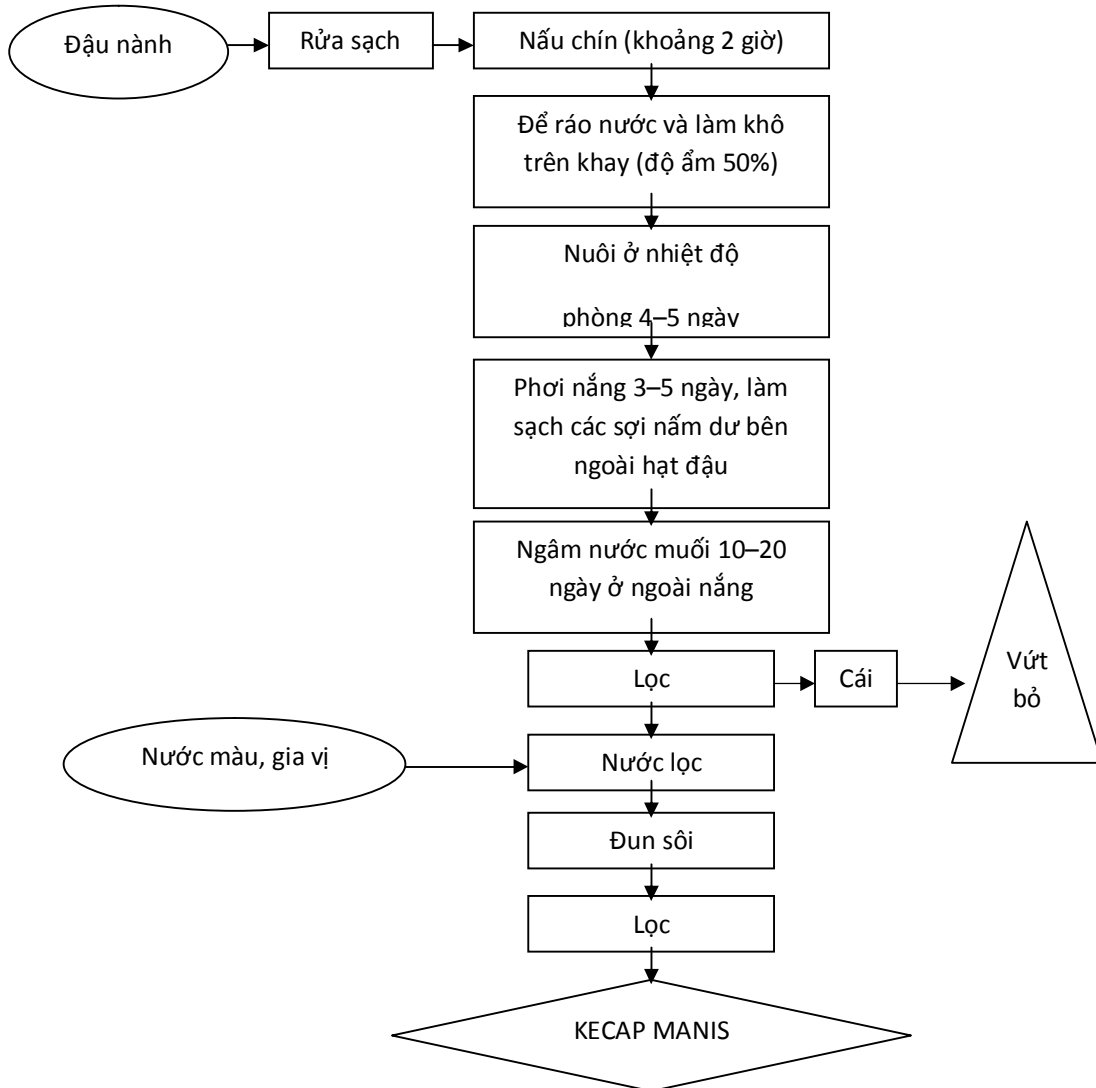 Đậu nành
Rửa sạch
Nấu chín (khoảng 2 giờ)
Để ráo nước và làm khô
trên khay (độ ẩm 50%)
Nuôi ở nhiệt độ
phòng 4–5 ngày
Phơi nắng 3–5 ngày, làm
sạch các sợi nấm dư bên
ngoài hạt đậu
Ngâm nước muối 10–20
ngày ở ngoài nắng
Lọc
Cái
Vứt
bỏ
Nước màu, gia vị
Nước lọc
Đun sôi
Lọc
KECAP MANIS